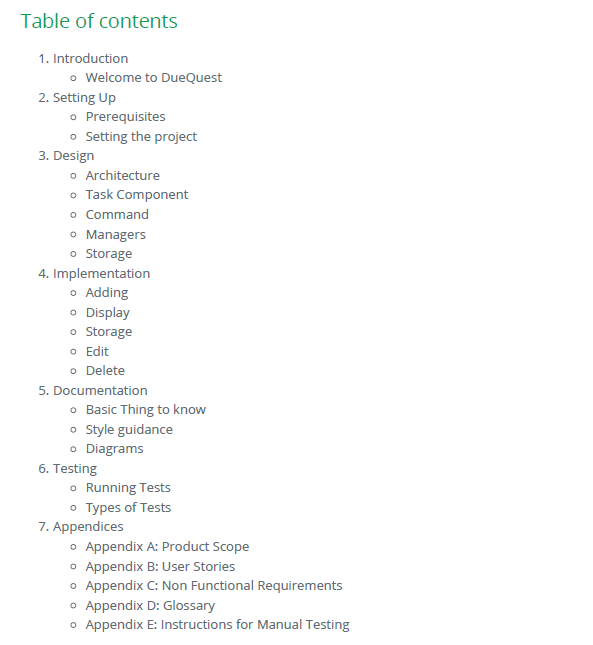 Table of contents
1. Introduction
Welcome to DueQuest
2. Setting Up
Prerequisites
Setting the project
3. Design
Architecture
Task Component
Command
Managers
Storage
4. Implementation
Adding
Display
Storage
Edit
Delete
5. Documentation
Basic Thing to know
Style guidance
Diagrams
6. Testing
Running Tests
Types of Tests
7. Appendices
Appendix A: Product Scope
Appendix B: User Stories
Appendix C: Non Functional Requirements
Appendix D: Glossary
Appendix E: Instructions for Manual Testing